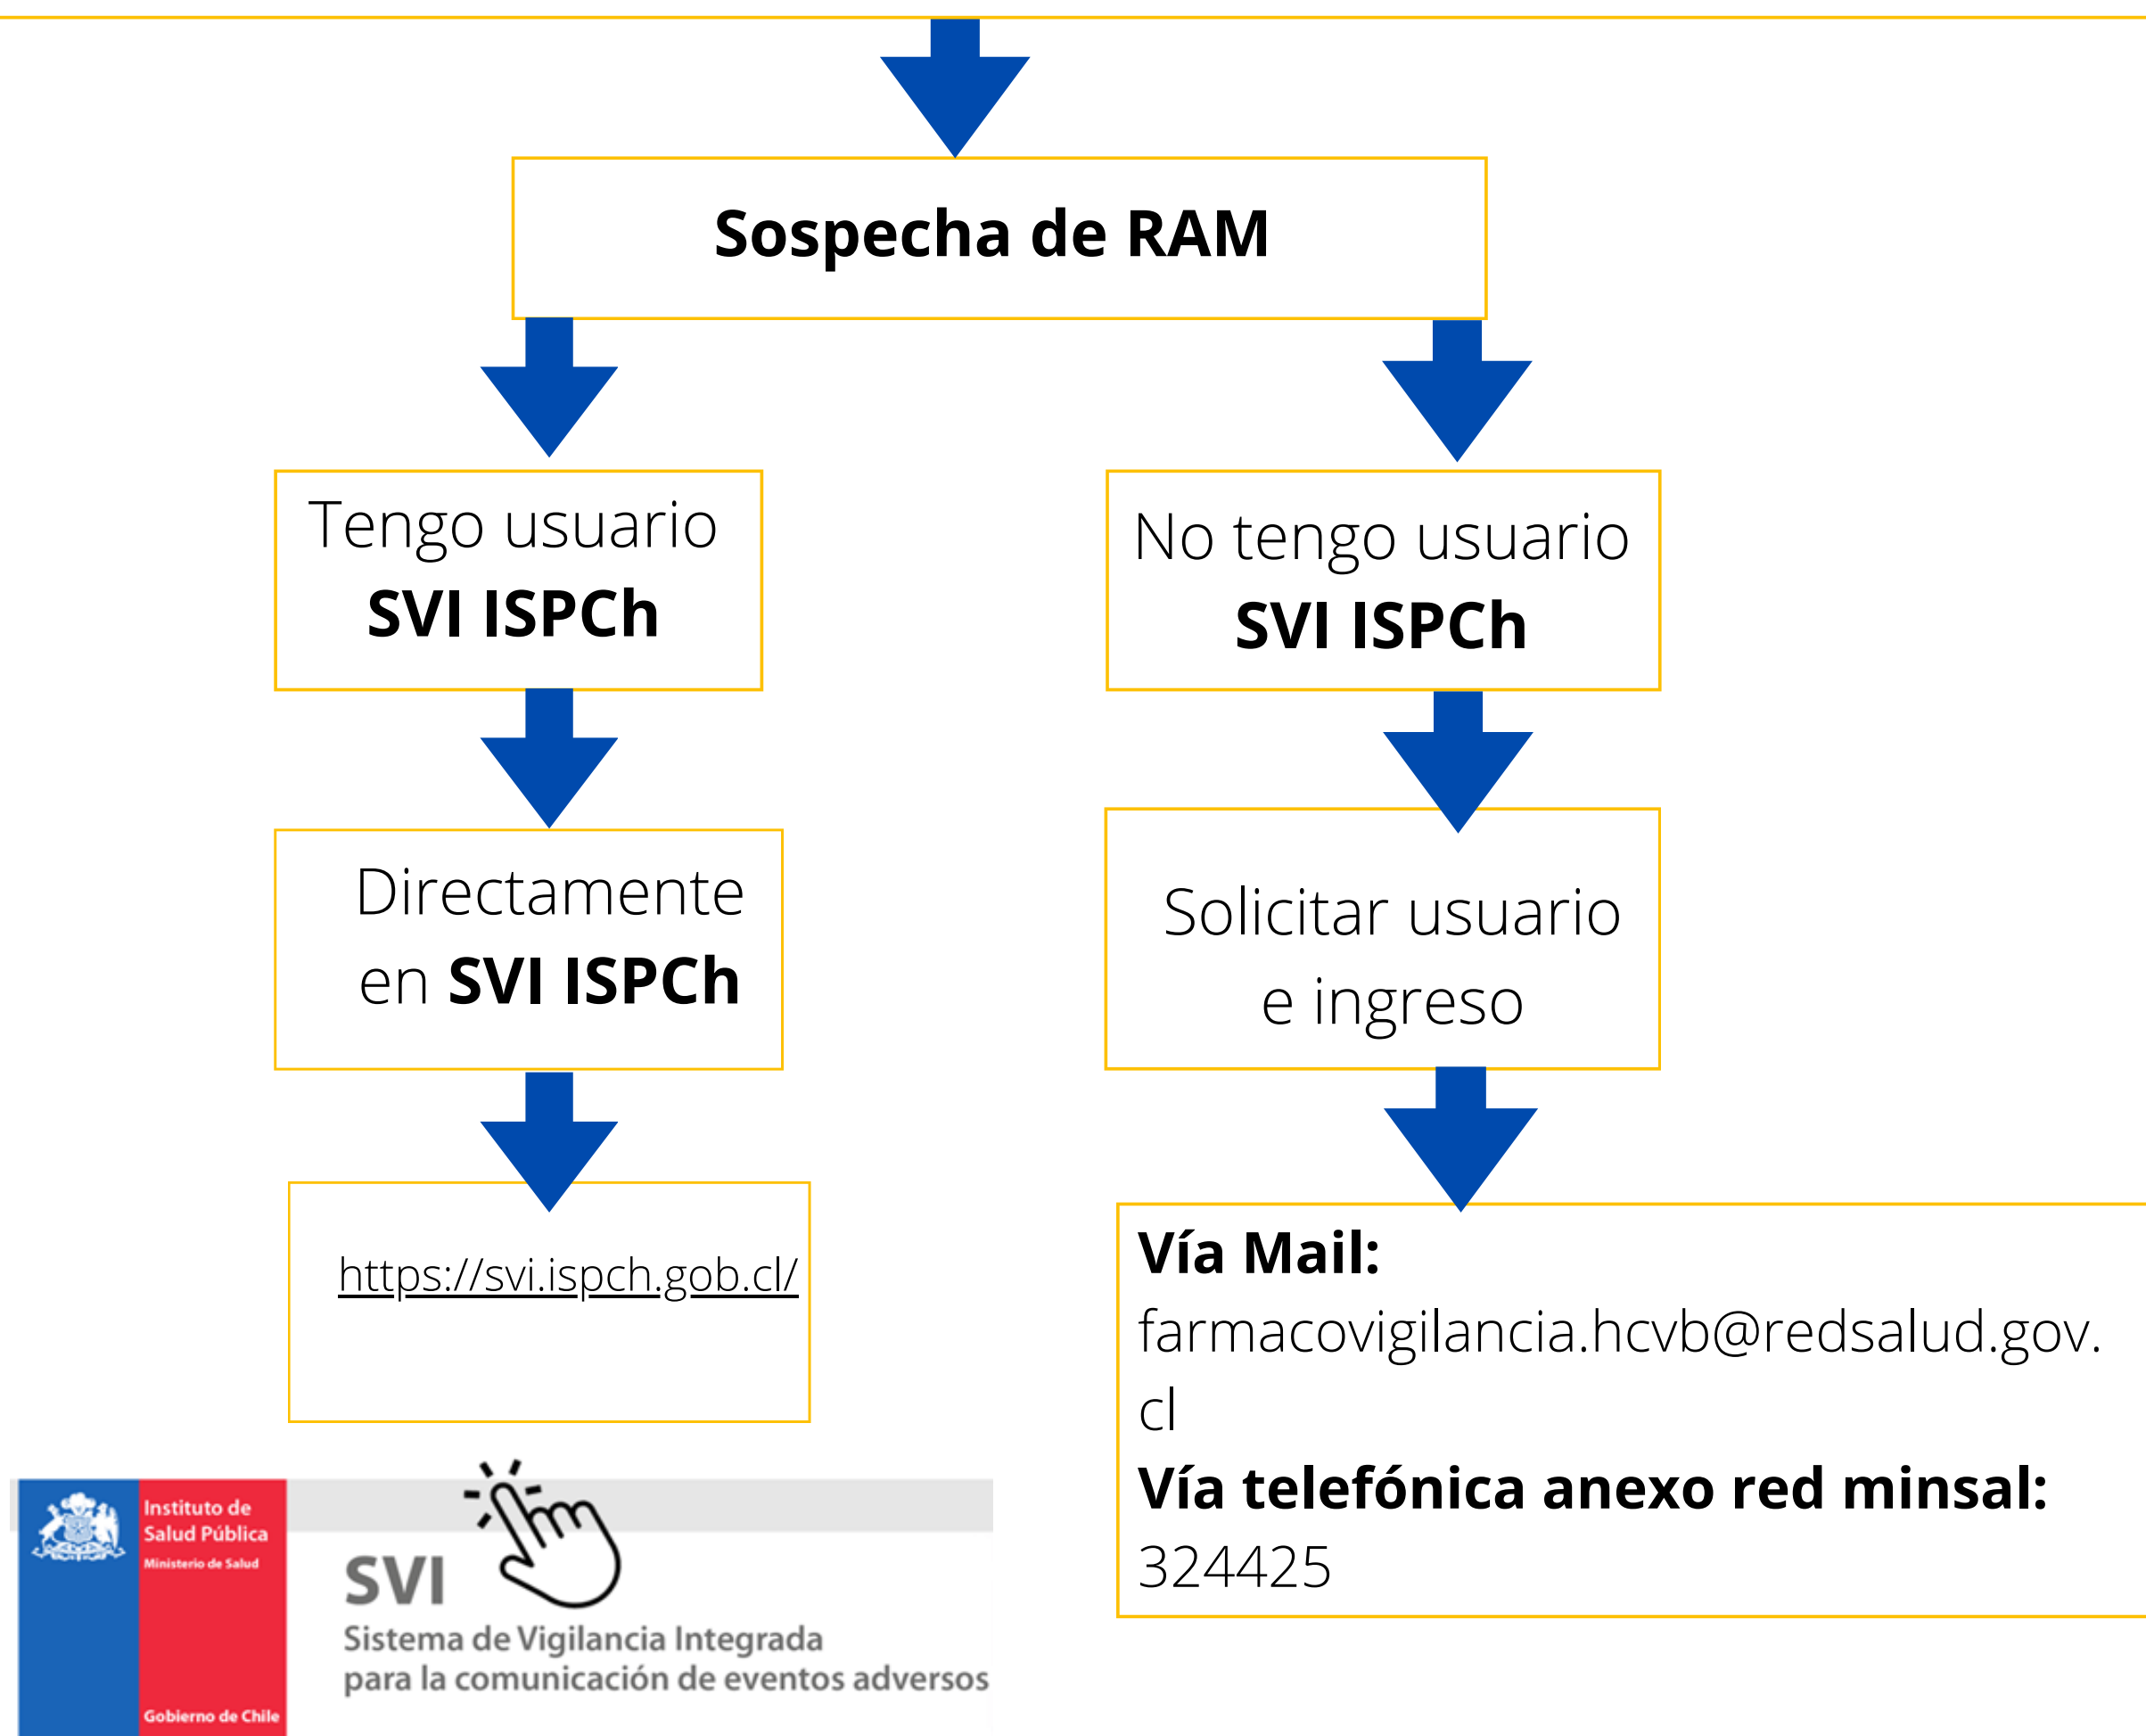 Sospecha de RAM
Tengo usuario
SVI ISPCh
No tengo usuario
SVI ISPCh
Directamente
en SVI ISPCh
Solicitar usuario
e ingreso
https://svi.ispch.gob.cl/
Vía Mail:
farmacovigilancia.hcvb@redsalud.gov.
cl
Vía telefónica anexo red minsal:
324425
Instituto de
Salud Pública
Ministerio de Salud
Gobierno de Chile
SVI
Sistema de Vigilancia Integrada
para la comunicación de eventos adversos